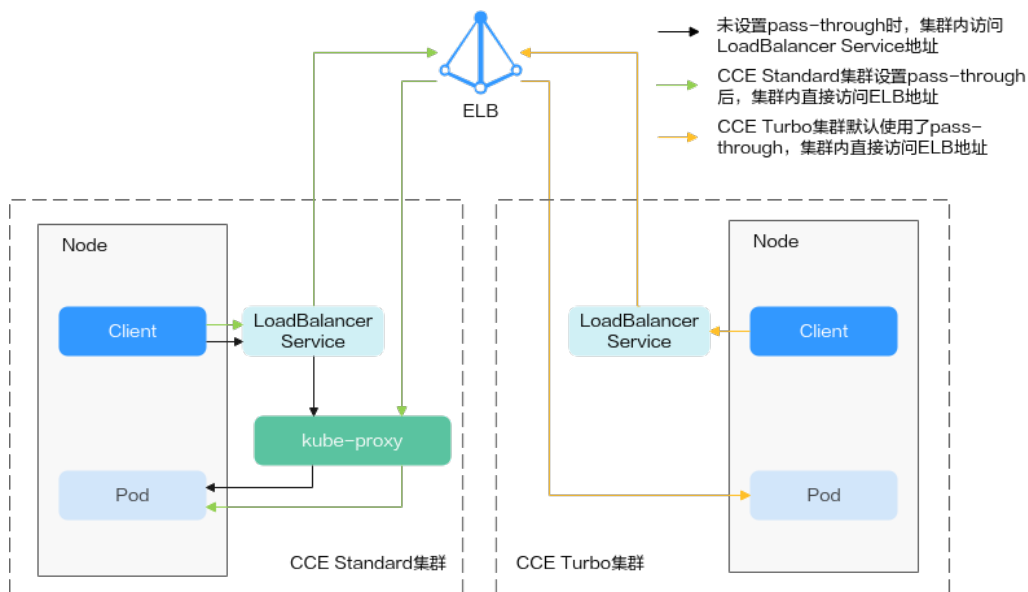 未设置pass-through时，集群内访问
LoadBalancer Service地址
CCE Standard集群设置pass-through
后，集群内直接访问ELB地址
CCE Turbo集群默认使用了pass-
through，集群内直接访问ELB地址
ELB
Node
Client
LoadBalancer
Service
kube-proxy
Pod
CCE Standard集群
Node
LoadBalancer
Service
Client
Pod
CCE Turbo集群